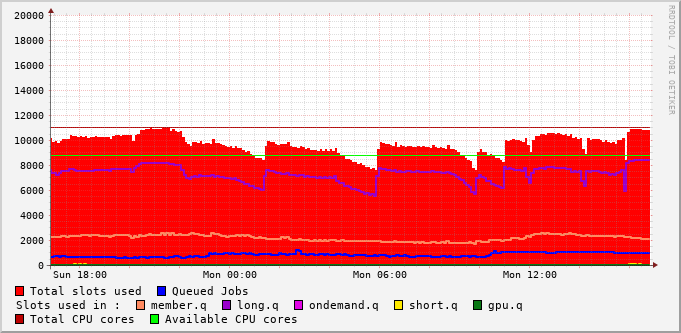 20000
18000
16000
14000
12000
10000
8000
6000
4000
2000
0
Sun 18:00 Mon 00:00 Mon 06:00 Mon 12:00
RRDTOOL / TOBI OETIKER
Total slots used Queued Jobs
Slots used in : member.q long.q ondemand.q short.q gpu.q
Total CPU cores Available CPU cores